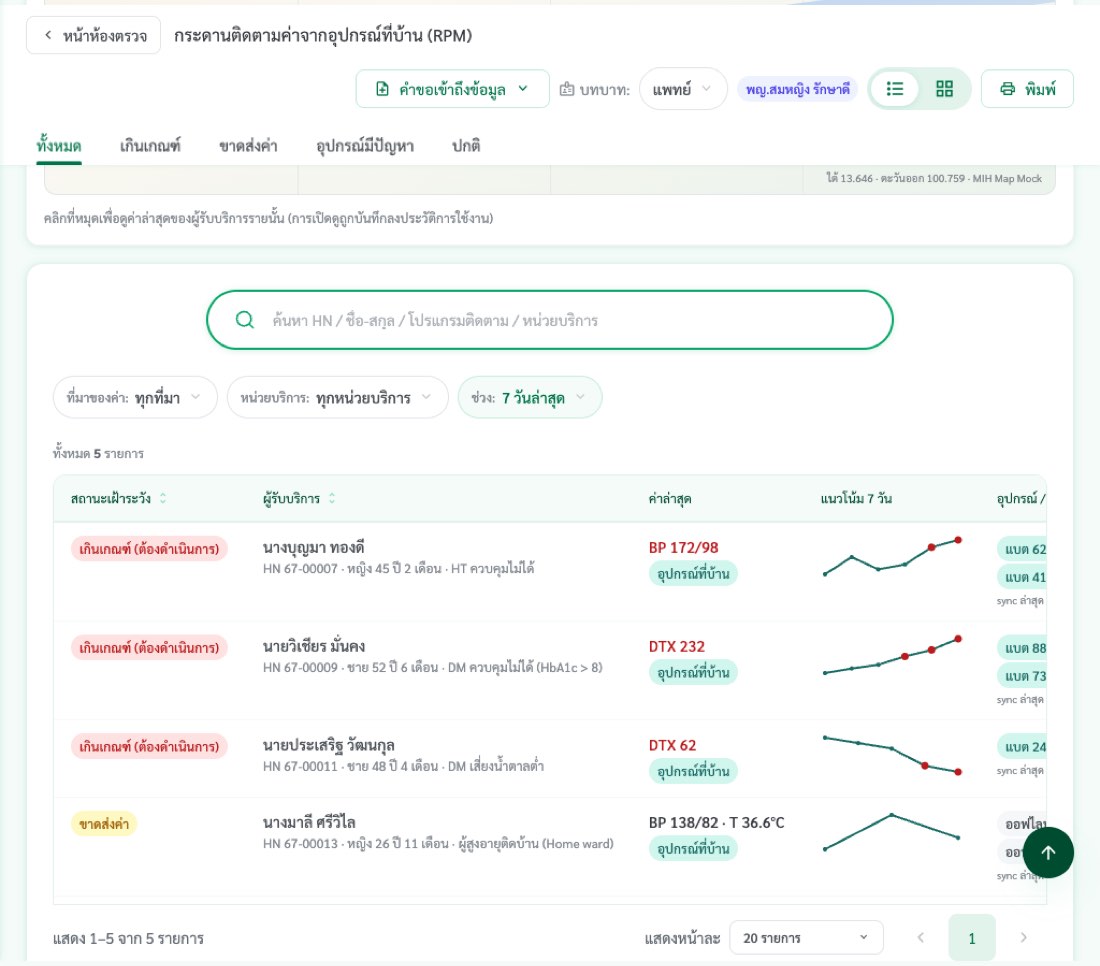 หน้าห้องตรวจ กระดานติดตามค่าจากอุปกรณ์ที่บ้าน (RPM)
คำขอเข้าถึงข้อมูล บทบาท: แพทย์ พญ.สมหญิง รักษาดี พิมพ์
ทั้งหมด เกินเกณฑ์ ขาดส่งค่า อุปกรณ์มีปัญหา ปกติ
ใต้ 13.646 · ตะวันออก 100.759 · MIH Map Mock
คลิกที่หมุดเพื่อดูค่าล่าสุดของผู้รับบริการรายนั้น (การเปิดดูถูกบันทึกลงประวัติการใช้งาน)
ค้นหา HN / ชื่อ-สกุล / โปรแกรมติดตาม / หน่วยบริการ
ที่มาของค่า: ทุกที่มา หน่วยบริการ: ทุกหน่วยบริการ ช่วง: 7 วันล่าสุด
ทั้งหมด 5 รายการ
สถานะเฝ้าระวัง ผู้รับบริการ ค่าล่าสุด แนวโน้ม 7 วัน อุปกรณ์ /
เกินเกณฑ์ (ต้องดำเนินการ) นางบุญมา ทองดี BP 172/98 แบต 62
HN 67-00007 · หญิง 45 ปี 2 เดือน · HT ควบคุมไม่ได้ อุปกรณ์ที่บ้าน แบต 41
sync ล่าสุด
เกินเกณฑ์ (ต้องดำเนินการ) นายวิเชียร มั่นคง DTX 232 แบต 88
HN 67-00009 · ชาย 52 ปี 6 เดือน · DM ควบคุมไม่ได้ (HbA1c > 8) อุปกรณ์ที่บ้าน แบต 73
sync ล่าสุด
เกินเกณฑ์ (ต้องดำเนินการ) นายประเสริฐ วัฒนกุล DTX 62 แบต 24
HN 67-00011 · ชาย 48 ปี 4 เดือน · DM เสี่ยงน้ำตาลต่ำ อุปกรณ์ที่บ้าน sync ล่าสุด
ขาดส่งค่า นางมาลี ศรีวิไล BP 138/82 · T 36.6°C ออฟไลน
HN 67-00013 · หญิง 26 ปี 11 เดือน · ผู้สูงอายุติดบ้าน (Home ward) อุปกรณ์ที่บ้าน
sync ล่าสุด
แสดง 1–5 จาก 5 รายการ แสดงหน้าละ 20 รายการ 1